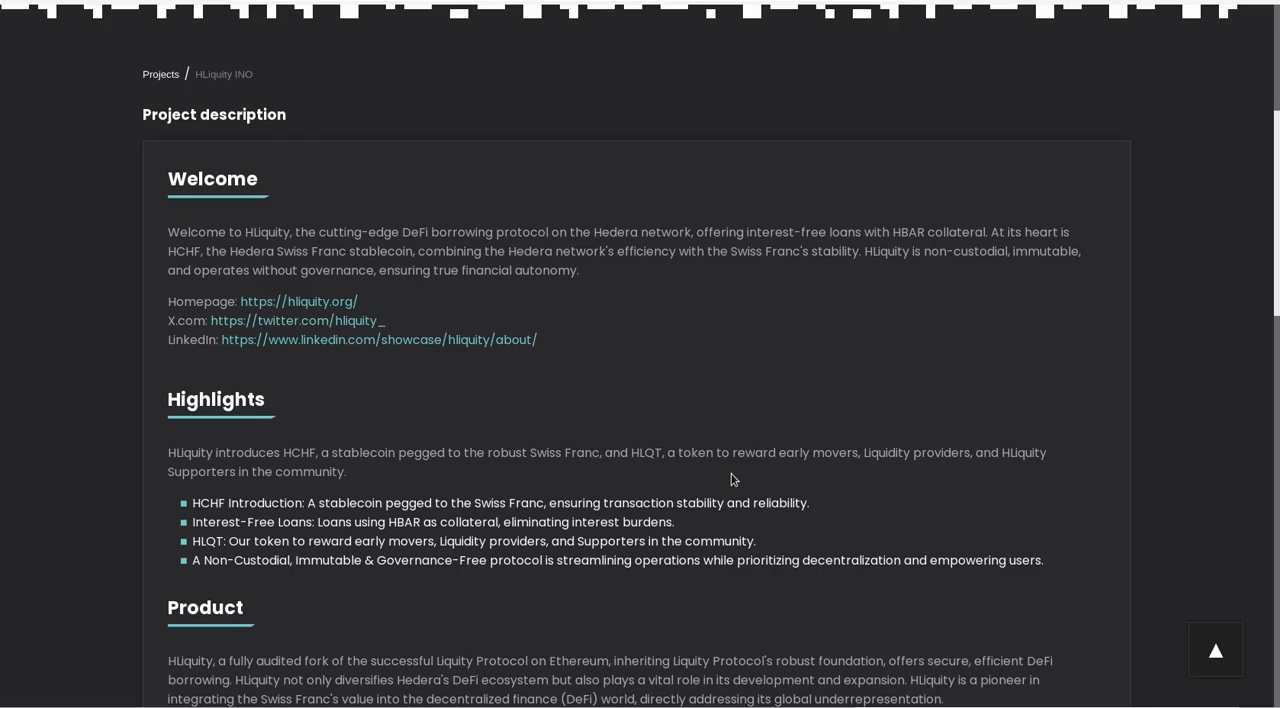 Projects / HLiquity INO
Project description
Welcome
Welcome to HLiquity, the cutting-edge DeFi borrowing protocol on the Hedera network, offering interest-free loans with HBAR collateral. At its heart is
HCHF, the Hedera Swiss Franc stablecoin, combining the Hedera network's efficiency with the Swiss Franc's stability. HLiquity is non-custodial, immutable,
and operates without governance, ensuring true financial autonomy.
Homepage: https://hliquity.org/
X.com: https://twitter.com/hliquity_
LinkedIn: https://www.linkedin.com/showcase/hliquity/about/
Highlights
HLiquity introduces HCHF, a stablecoin pegged to the robust Swiss Franc, and HLQT, a token to reward early movers, Liquidity providers, and HLiquity
Supporters in the community.
HCHF Introduction: A stablecoin pegged to the Swiss Franc, ensuring transaction stability and reliability.
Interest-Free Loans: Loans using HBAR as collateral, eliminating interest burdens.
HLQT: Our token to reward early movers, Liquidity providers, and Supporters in the community.
A Non-Custodial, Immutable & Governance-Free protocol is streamlining operations while prioritizing decentralization and empowering users.
Product
HLiquity, a fully audited fork of the successful Liquity Protocol on Ethereum, inheriting Liquity Protocol's robust foundation, offers secure, efficient DeFi
borrowing. HLiquity not only diversifies Hedera's DeFi ecosystem but also plays a vital role in its development and expansion. HLiquity is a pioneer in
integrating the Swiss Franc's value into the decentralized finance (DeFi) world, directly addressing its global underrepresentation.